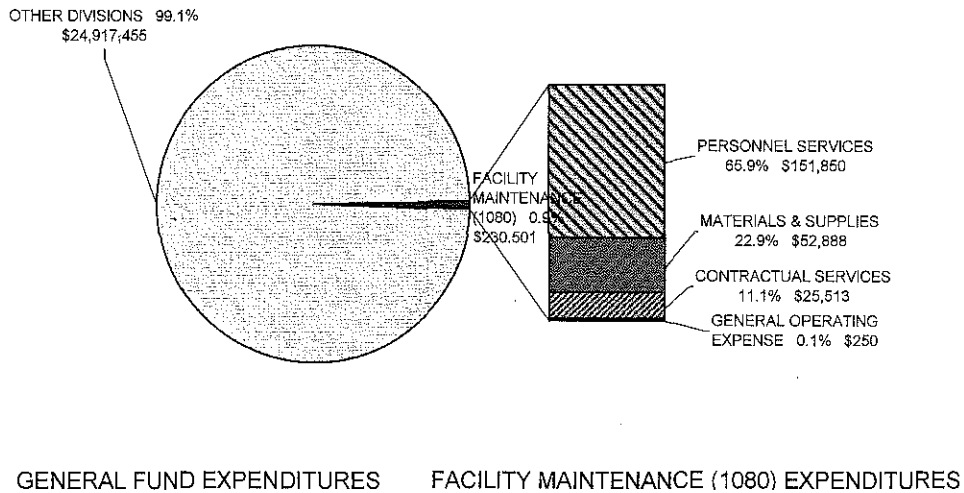 OTHER DIVISIONS 99.1%
$24,917,455
FACILITY
MAINTENANCE
(1080) 0.9%
$230,501
PERSONNEL SERVICES
65.9% $151,850
MATERIALS & SUPPLIES
22.9% $52,888
CONTRACTUAL SERVICES
11.1% $25,513
GENERAL OPERATING
EXPENSE 0.1% $250
GENERAL FUND EXPENDITURES
FACILITY MAINTENANCE (1080) EXPENDITURES